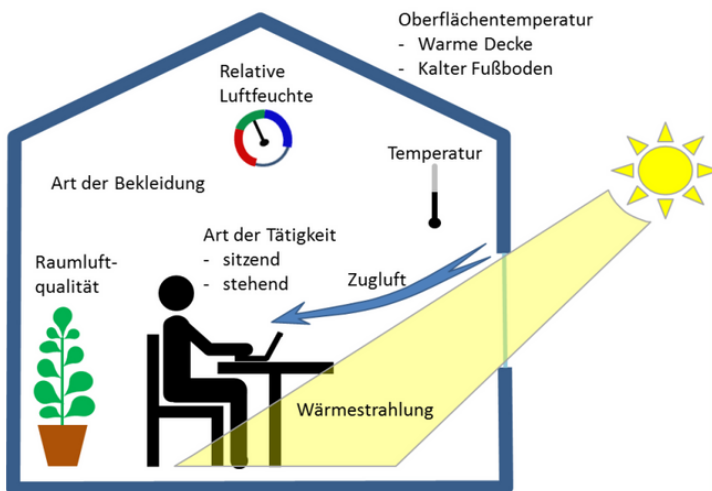 Oberflächentemperatur
- Warme Decke
- Kalter Fußboden
Relative
Luftfeuchte
Temperatur
Art der Bekleidung
Art der Tätigkeit
- sitzend
- stehend
Raumluft-
qualität
Zugluft
Wärmestrahlung